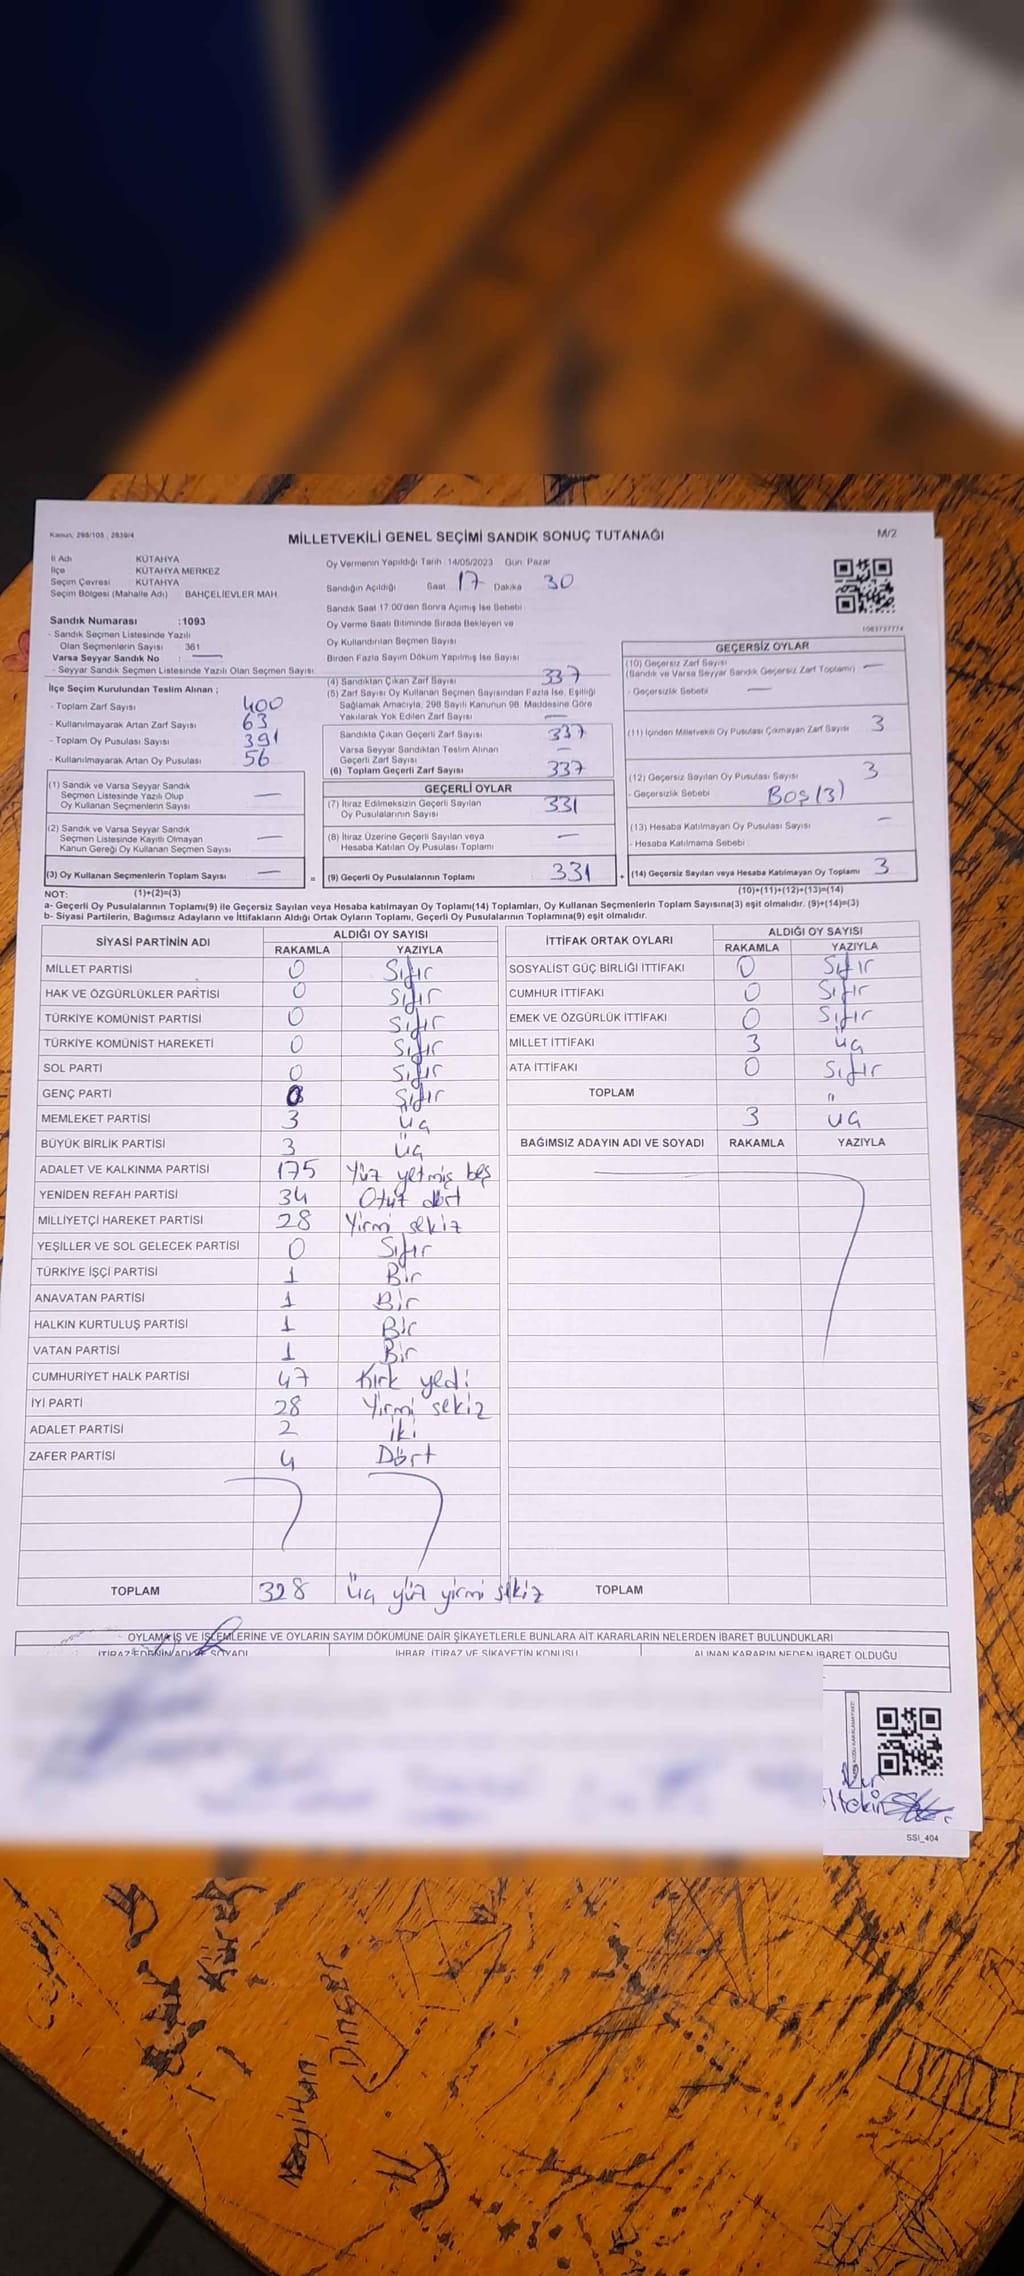 Kanun; 298/105 ; 2839/4
MİLLETVEKİLİ GENEL SEÇİMİ SANDIK SONUÇ TUTANAĞI
M/2
İl Adı KÜTAHYA
İlçe KÜTAHYA MERKEZ
Seçim Çevresi : KÜTAHYA
Seçim Bölgesi (Mahalle Adı) BAHÇELİEVLER MAH.
Sandık Numarası :1093
- Sandık Seçmen Listesinde Yazılı
Olan Seçmenlerin Sayısı 361
Varsa Seyyar Sandık No : —
- Seyyar Sandık Seçmen Listesinde Yazılı Olan Seçmen Sayısı
İlçe Seçim Kurulundan Teslim Alınan ;
- Toplam Zarf Sayısı 400
- Kullanılmayarak Artan Zarf Sayısı 63
- Toplam Oy Pusulası Sayısı 391
- Kullanılmayarak Artan Oy Pusulası 56
(1) Sandık ve Varsa Seyyar Sandık
Seçmen Listesinde Yazılı Olup
Oy Kullanan Seçmenlerin Sayısı —
(2) Sandık ve Varsa Seyyar Sandık
Seçmen Listesinde Kayıtlı Olmayan
Kanun Gereği Oy Kullanan Seçmen Sayısı —
(3) Oy Kullanan Seçmenlerin Toplam Sayısı —
Oy Vermenin Yapıldığı Tarih : 14/05/2023 Gün: Pazar
Sandığın Açıldığı Saat 17 Dakika 30
Sandık Saat 17:00'den Sonra Açılmış İse Sebebi
Oy Verme Saati Bitiminde Sırada Bekleyen ve
Oy Kullandırılan Seçmen Sayısı
Birden Fazla Sayım Döküm Yapılmış İse Sayısı
(4) Sandıktan Çıkan Zarf Sayısı 337
(5) Zarf Sayısı Oy Kullanan Seçmen Sayısından Fazla İse, Eşitliği
Sağlamak Amacıyla, 298 Sayılı Kanunun 98. Maddesine Göre
Yakılarak Yok Edilen Zarf Sayısı —
Sandıkta Çıkan Geçerli Zarf Sayısı 337
Varsa Seyyar Sandıktan Teslim Alınan
Geçerli Zarf Sayısı —
(6) Toplam Geçerli Zarf Sayısı 337
GEÇERLİ OYLAR
(7) İtiraz Edilmeksizin Geçerli Sayılan
Oy Pusulalarının Sayısı 331
(8) İtiraz Üzerine Geçerli Sayılan veya
Hesaba Katılan Oy Pusulası Toplamı —
= (9) Geçerli Oy Pusulalarının Toplamı 331 +
1083737774
GEÇERSİZ OYLAR
(10) Geçersiz Zarf Sayısı
(Sandık ve Varsa Seyyar Sandık Geçersiz Zarf Toplamı) —
- Geçersizlik Sebebi —
(11) İçinden Milletvekili Oy Pusulası Çıkmayan Zarf Sayısı 3
(12) Geçersiz Sayılan Oy Pusulası Sayısı 3
- Geçersizlik Sebebi BOŞ (3)
(13) Hesaba Katılmayan Oy Pusulası Sayısı —
- Hesaba Katılmama Sebebi
(14) Geçersiz Sayılan veya Hesaba Katılmayan Oy Toplamı 3
NOT: (1)+(2)=(3) (10)+(11)+(12)+(13)=(14)
a- Geçerli Oy Pusulalarının Toplamı(9) ile Geçersiz Sayılan veya Hesaba katılmayan Oy Toplamı(14) Toplamları, Oy Kullanan Seçmenlerin Toplam Sayısına(3) eşit olmalıdır. (9)+(14)=(3)
b- Siyasi Partilerin, Bağımsız Adayların ve İttifakların Aldığı Ortak Oyların Toplamı, Geçerli Oy Pusulalarının Toplamına(9) eşit olmalıdır.
SİYASİ PARTİNİN ADI ALDIĞI OY SAYISI
RAKAMLA YAZIYLA
MİLLET PARTİSİ 0 Sıfır
HAK VE ÖZGÜRLÜKLER PARTİSİ 0 Sıfır
TÜRKİYE KOMÜNİST PARTİSİ 0 Sıfır
TÜRKİYE KOMÜNİST HAREKETİ 0 Sıfır
SOL PARTİ 0 Sıfır
GENÇ PARTİ 0 Sıfır
MEMLEKET PARTİSİ 3 üç
BÜYÜK BİRLİK PARTİSİ 3 üç
ADALET VE KALKINMA PARTİSİ 175 Yüz yetmiş beş
YENİDEN REFAH PARTİSİ 34 Otuz dört
MİLLİYETÇİ HAREKET PARTİSİ 28 Yirmi sekiz
YEŞİLLER VE SOL GELECEK PARTİSİ 0 Sıfır
TÜRKİYE İŞÇİ PARTİSİ 1 Bir
ANAVATAN PARTİSİ 1 Bir
HALKIN KURTULUŞ PARTİSİ 1 Bir
VATAN PARTİSİ 1 Bir
CUMHURİYET HALK PARTİSİ 47 Kırk yedi
İYİ PARTİ 28 Yirmi sekiz
ADALET PARTİSİ 2 iki
ZAFER PARTİSİ 4 Dört
TOPLAM 328 Üç yüz yirmi sekiz
İTTİFAK ORTAK OYLARI ALDIĞI OY SAYISI
RAKAMLA YAZIYLA
SOSYALİST GÜÇ BİRLİĞİ İTTİFAKI 0 Sıfır
CUMHUR İTTİFAKI 0 Sıfır
EMEK VE ÖZGÜRLÜK İTTİFAKI 0 Sıfır
MİLLET İTTİFAKI 3 üç
ATA İTTİFAKI 0 Sıfır
TOPLAM 3 üç
BAĞIMSIZ ADAYIN ADI VE SOYADI RAKAMLA YAZIYLA
TOPLAM
OYLAMA İŞ VE İŞLEMLERİNE VE OYLARIN SAYIM DÖKÜMÜNE DAİR ŞİKAYETLERLE BUNLARA AİT KARARLARIN NELERDEN İBARET BULUNDUKLARI
İTİRAZ EDENİN ADI VE SOYADI İHBAR, İTİRAZ VE ŞİKAYETİN KONUSU ALINAN KARARIN NEDEN İBARET OLDUĞU
SSI_404
Dinçer